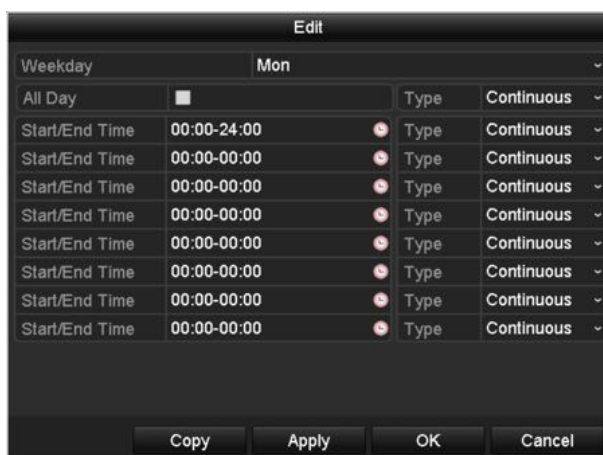 Edit
Weekday Mon
All Day Type Continuous
Start/End Time 00:00-24:00 Type Continuous
Start/End Time 00:00-00:00 Type Continuous
Start/End Time 00:00-00:00 Type Continuous
Start/End Time 00:00-00:00 Type Continuous
Start/End Time 00:00-00:00 Type Continuous
Start/End Time 00:00-00:00 Type Continuous
Start/End Time 00:00-00:00 Type Continuous
Start/End Time 00:00-00:00 Type Continuous
Copy Apply OK Cancel